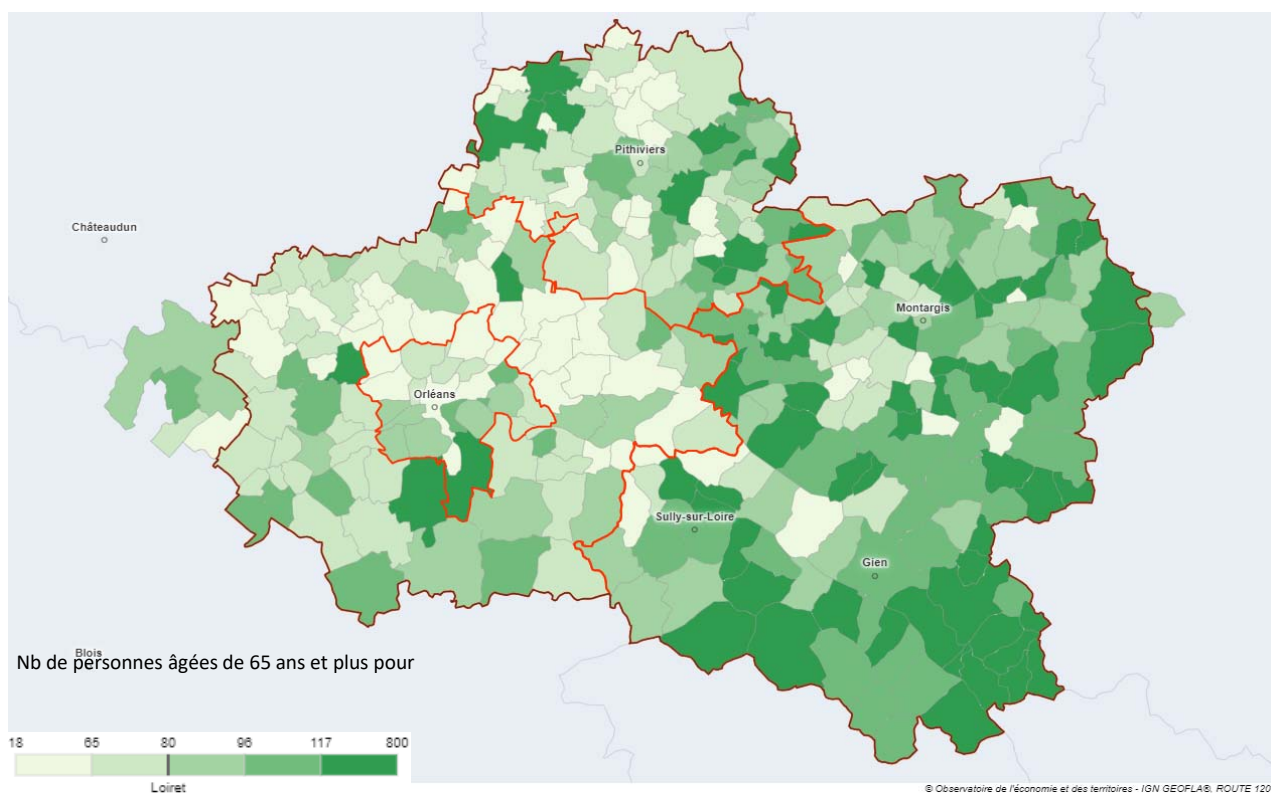 Pithiviers
Châteaudun
Montargis
Orléans
Sully-sur-Loire
Gien
Blois
Nb de personnes âgées de 65 ans et plus pour
18 65 80 96 117 800
Loiret
© Observatoire de l'économie et des territoires - IGN GEOFLA®, ROUTE 120